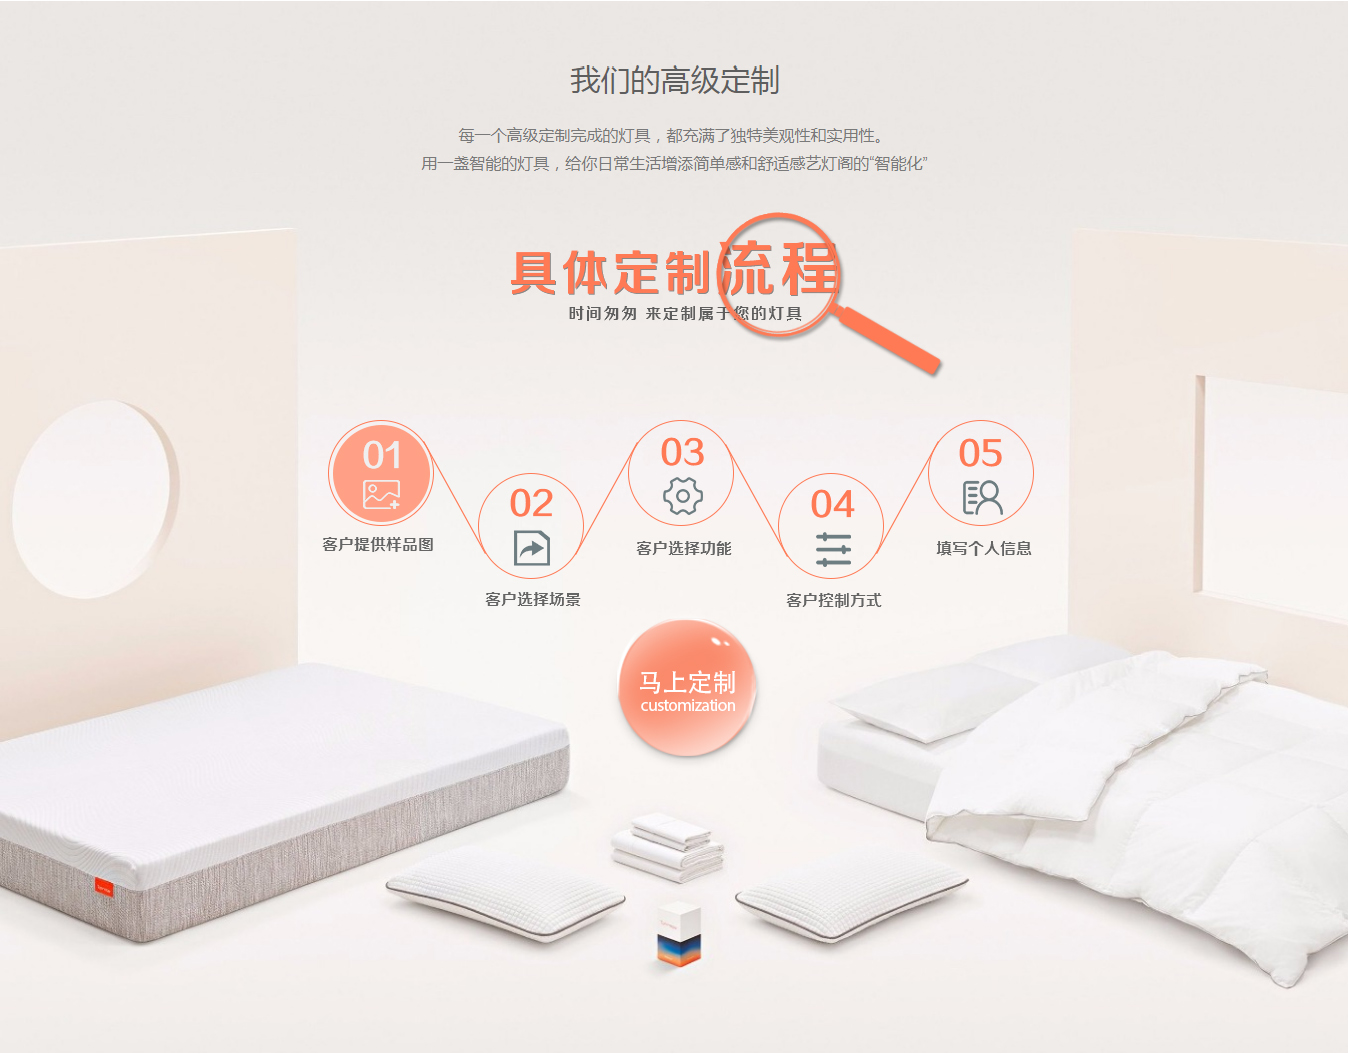 我们的高级定制
每一个高级定制完成的灯具，都充满了独特美观性和实用性。
用一盏智能的灯具，给你日常生活增添简单感和舒适感艺灯阁的“智能化”
具体定制流程
时间匆匆 来定制属于您的灯具
01
客户提供样品图
02
客户选择场景
03
客户选择功能
04
客户控制方式
05
填写个人信息
马上定制
customization